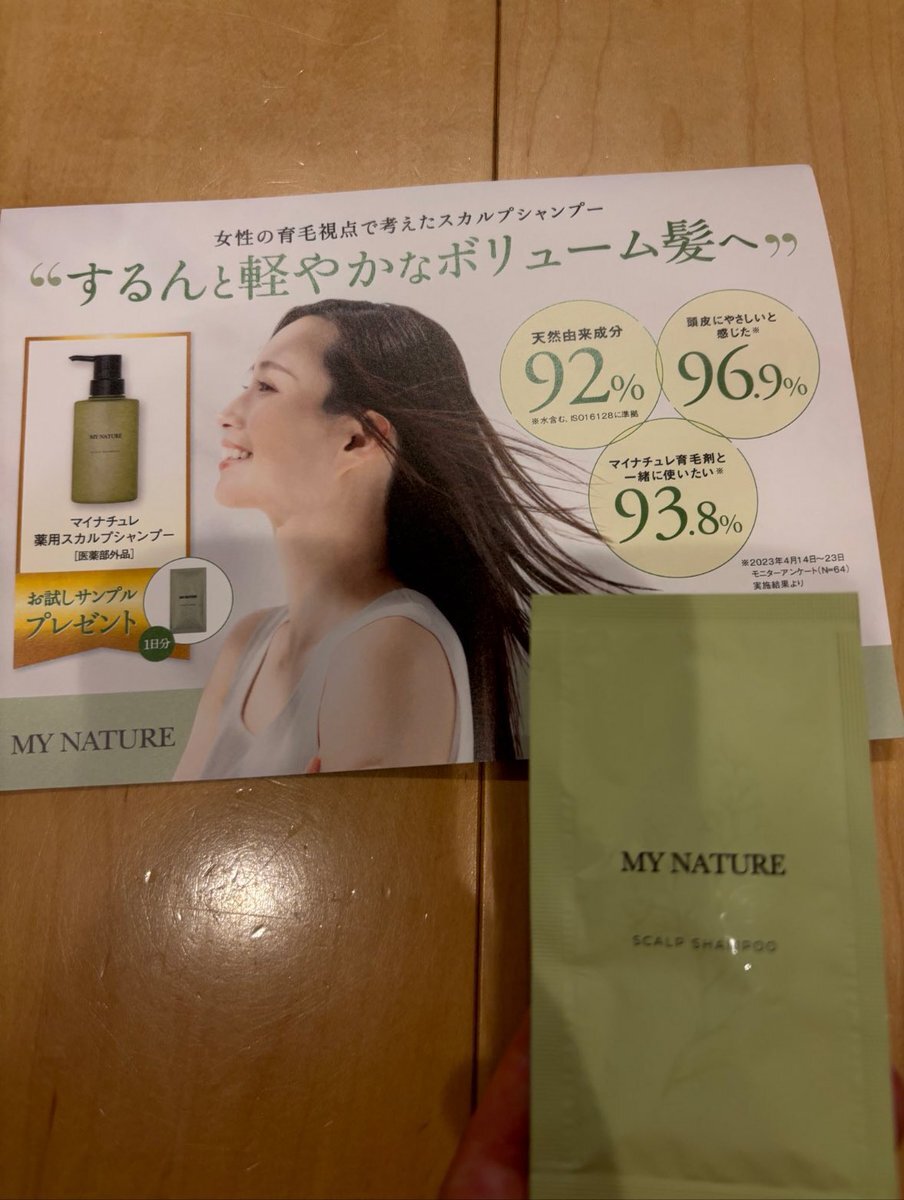 女性の育毛視点で考えたスカルプシャンプー
“するんと軽やかなボリューム髪へ”
天然由来成分
92%
※水含む、ISO16128に準拠
頭皮にやさしいと
感じた※
96.9%
マイナチュレ育毛剤と
一緒に使いたい※
93.8%
※2023年4月14日〜23日
モニターアンケート(N=64)
実施結果より
MY NATURE
マイナチュレ
薬用スカルプシャンプー
[医薬部外品]
お試しサンプル
プレゼント
1日分
MY NATURE
MY NATURE
SCALP SHAMPOO